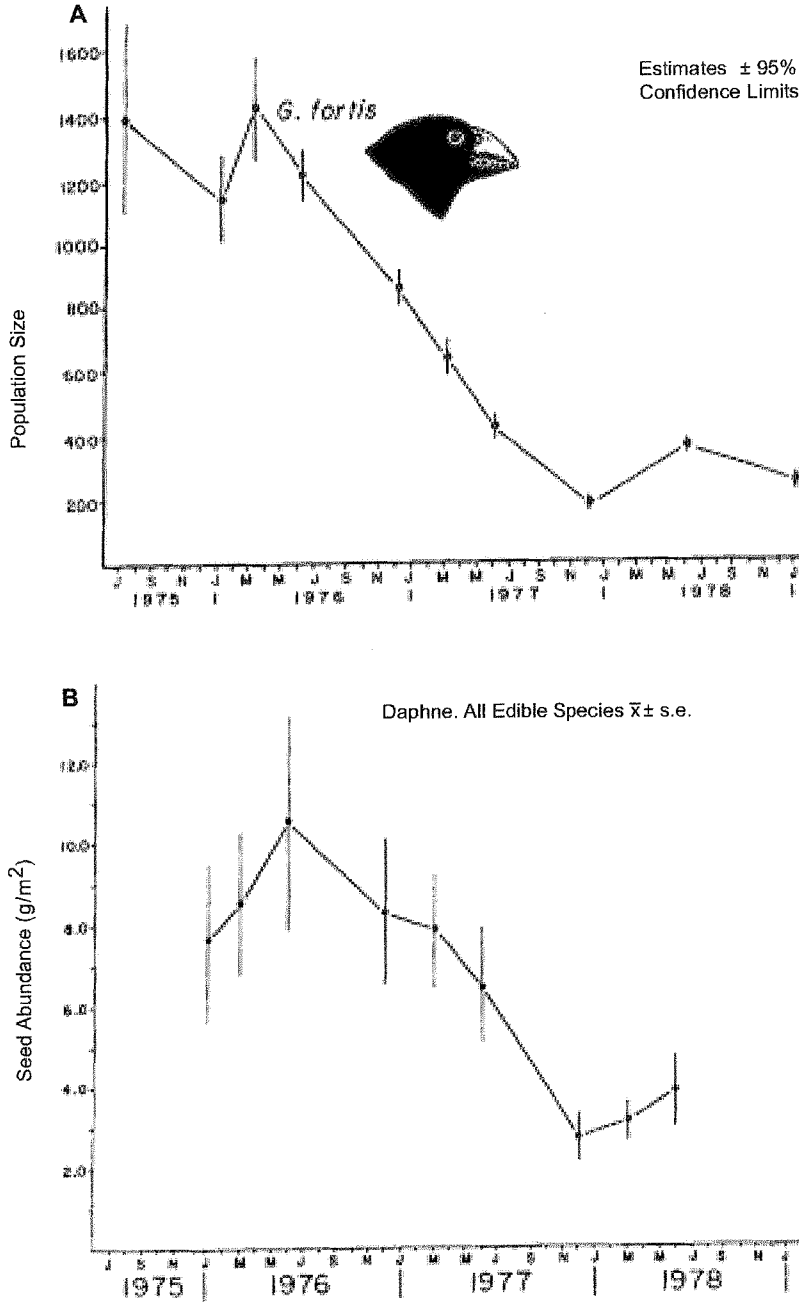 A
Estimates ± 95%
Confidence Limits
G. fortis
Population Size
1600
1400
1200
1000
800
600
400
200
J S N J M M J S N J M M J S N J M M J S N J
1975 1976 1977 1978
B
Daphne. All Edible Species x̅ ± s.e.
Seed Abundance (g/m²)
12.0
10.0
8.0
6.0
4.0
2.0
J S N J M M J S N J M M J S N J M M J S N J
1975 1976 1977 1978